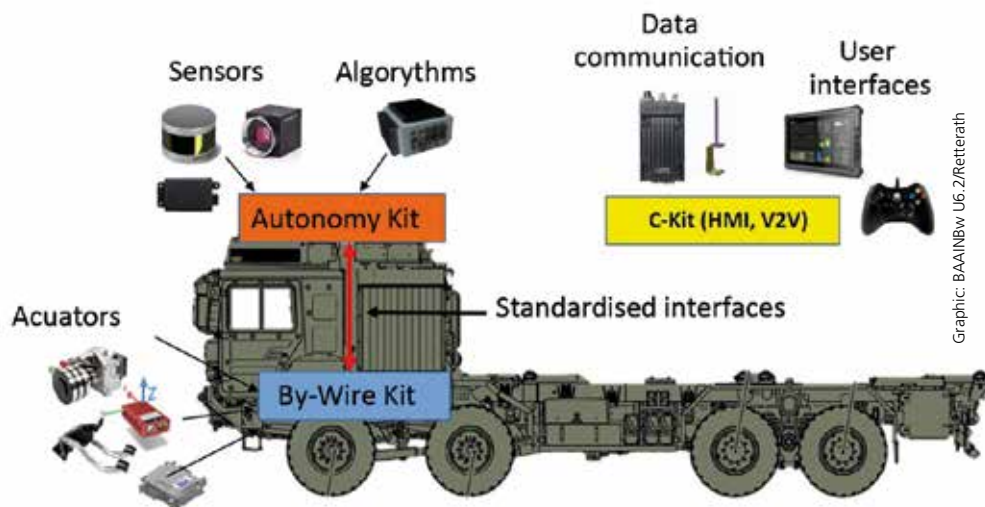 Sensors
Algorythms
Data
communication
User
interfaces
Autonomy Kit
C-Kit (HMI, V2V)
Standardised interfaces
Acuators
Z
By-Wire Kit
Graphic: BAAINBw U6.2/Retterath